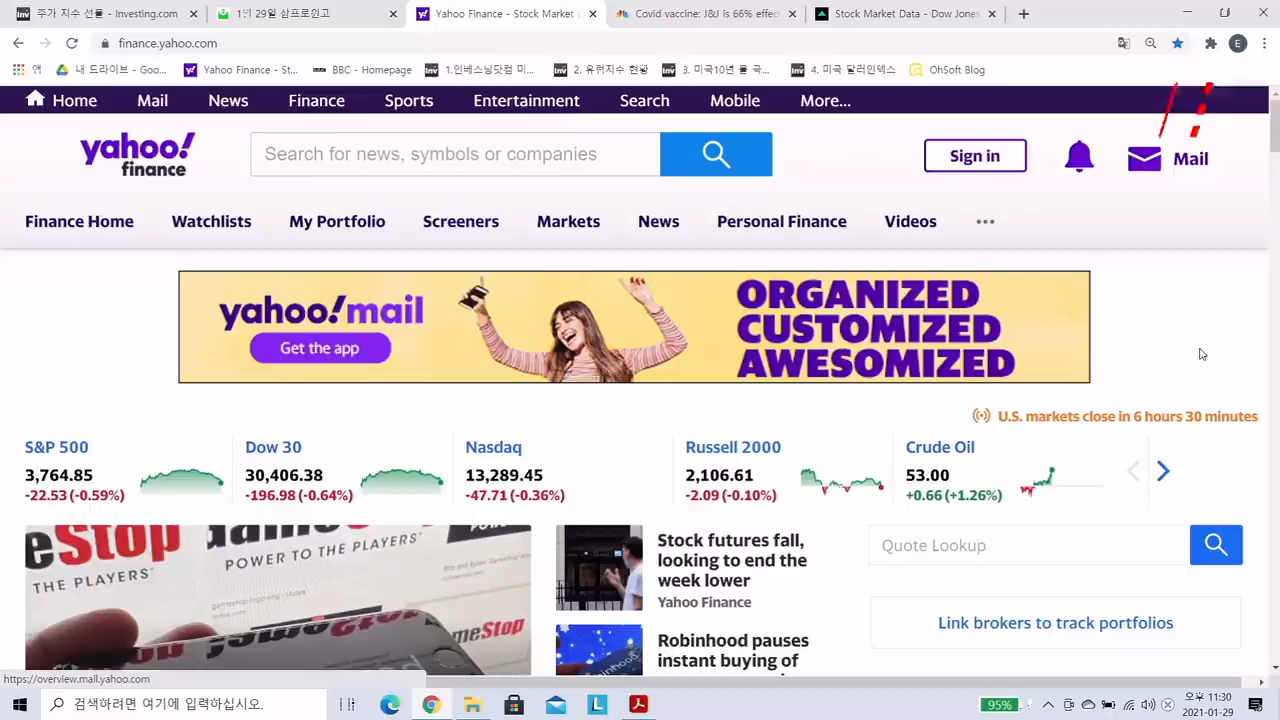 주가 지수 선물 - Investing.com
1월 29일 삼프로원고
Yahoo Finance - Stock Market
Covid vaccine: J&J is 66% effec
Stock Market Data - Dow Jones
finance.yahoo.com
E
앱
내 드라이브 - Goo...
Yahoo Finance - St...
BBC - Homepage
1.인베스닝닷컴 미...
2. 유럽지수 현황
3. 미국10년 물 국...
4. 미국 달러인덱스
OhSoft Blog
Home
Mail
News
Finance
Sports
Entertainment
Search
Mobile
More...
yahoo!
finance
Search for news, symbols or companies
Sign in
Mail
Finance Home
Watchlists
My Portfolio
Screeners
Markets
News
Personal Finance
Videos
yahoo!mail
Get the app
ORGANIZED
CUSTOMIZED
AWESOMIZED
U.S. markets close in 6 hours 30 minutes
S&P 500
3,764.85
-22.53 (-0.59%)
Dow 30
30,406.38
-196.98 (-0.64%)
Nasdaq
13,289.45
-47.71 (-0.36%)
Russell 2000
2,106.61
-2.09 (-0.10%)
Crude Oil
53.00
+0.66 (+1.26%)
eStop
THE PLAYERS
GameStop
POWER TO THE PLAYERS
meStop
Stock futures fall,
looking to end the
week lower
Yahoo Finance
Robinhood pauses
instant buying of
Quote Lookup
Link brokers to track portfolios
https://overview.mail.yahoo.com
검색하려면 여기에 입력하십시오.
95%
오후 11:30
2021-01-29